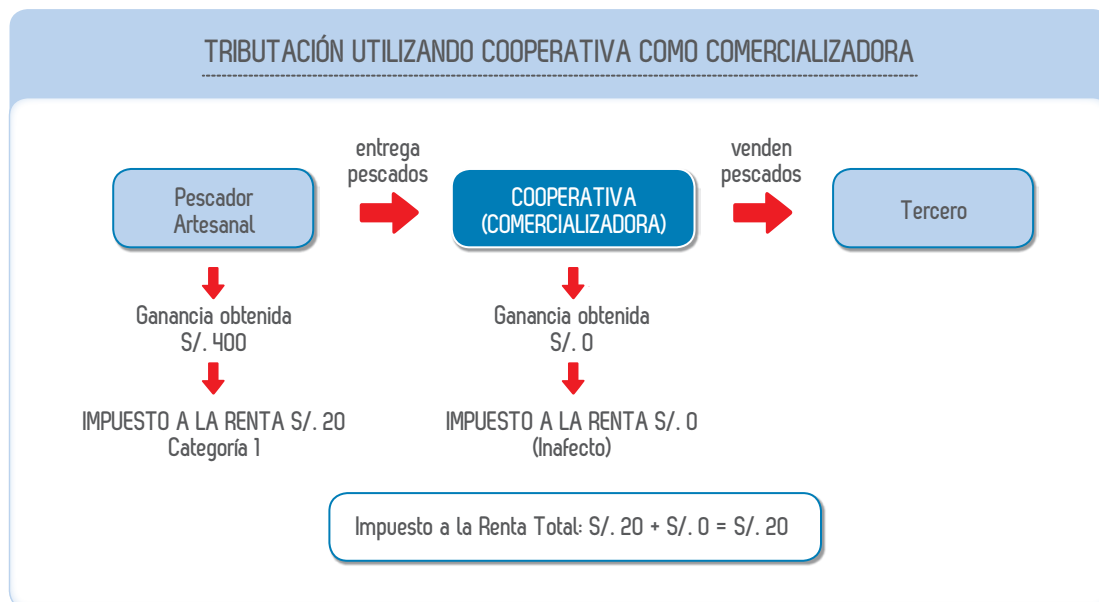 TRIBUTACIÓN UTILIZANDO COOPERATIVA COMO COMERCIALIZADORA
entrega
pescados
venden
pescados
Pescador
Artesanal
COOPERATIVA
(COMERCIALIZADORA)
Tercero
Ganancia obtenida
S/. 400
Ganancia obtenida
S/. 0
IMPUESTO A LA RENTA S/. 20
Categoría 1
IMPUESTO A LA RENTA S/. 0
(Inafecto)
Impuesto a la Renta Total: S/. 20 + S/. 0 = S/. 20